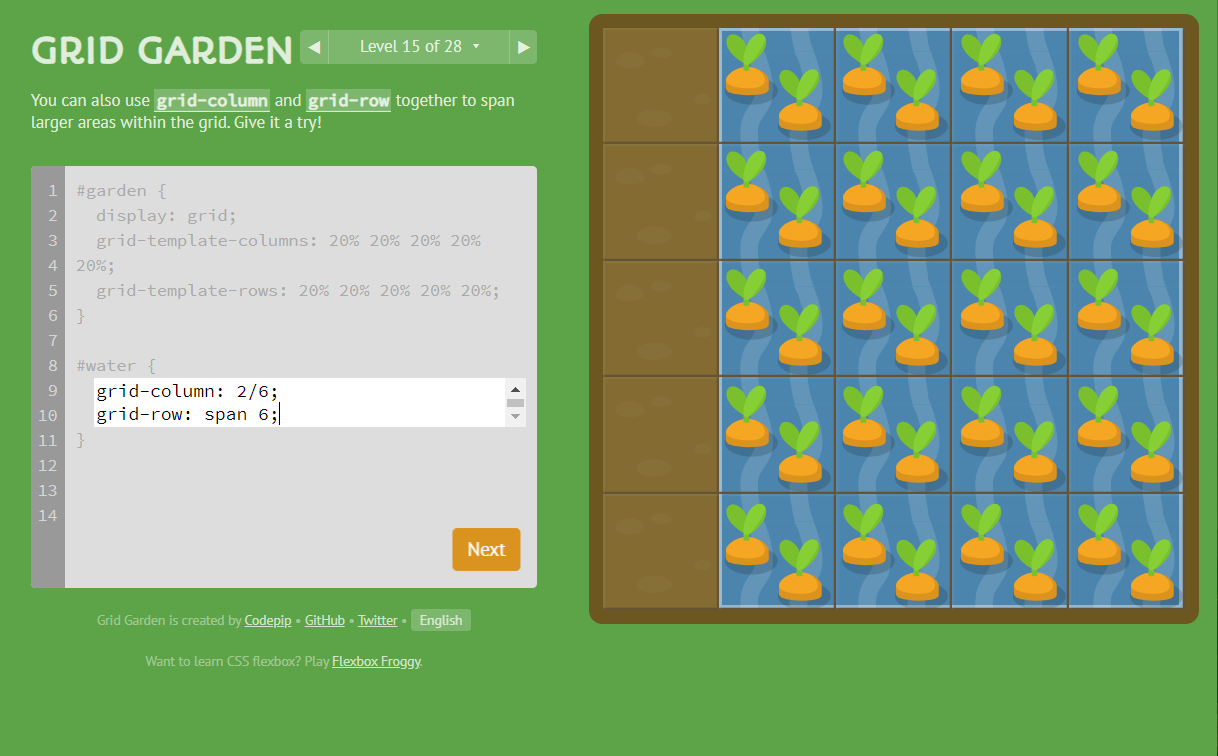 GRID GARDEN
◀ Level 15 of 28 ▾ ▶
You can also use grid-column and grid-row together to span
larger areas within the grid. Give it a try!
1 #garden {
2 display: grid;
3 grid-template-columns: 20% 20% 20% 20%
4 20%;
5 grid-template-rows: 20% 20% 20% 20% 20%;
6 }
7
8 #water {
9 grid-column: 2/6;
10 grid-row: span 6;
11 }
12
13
14
Next
Grid Garden is created by Codepip • GitHub • Twitter • English
Want to learn CSS flexbox? Play Flexbox Froggy.